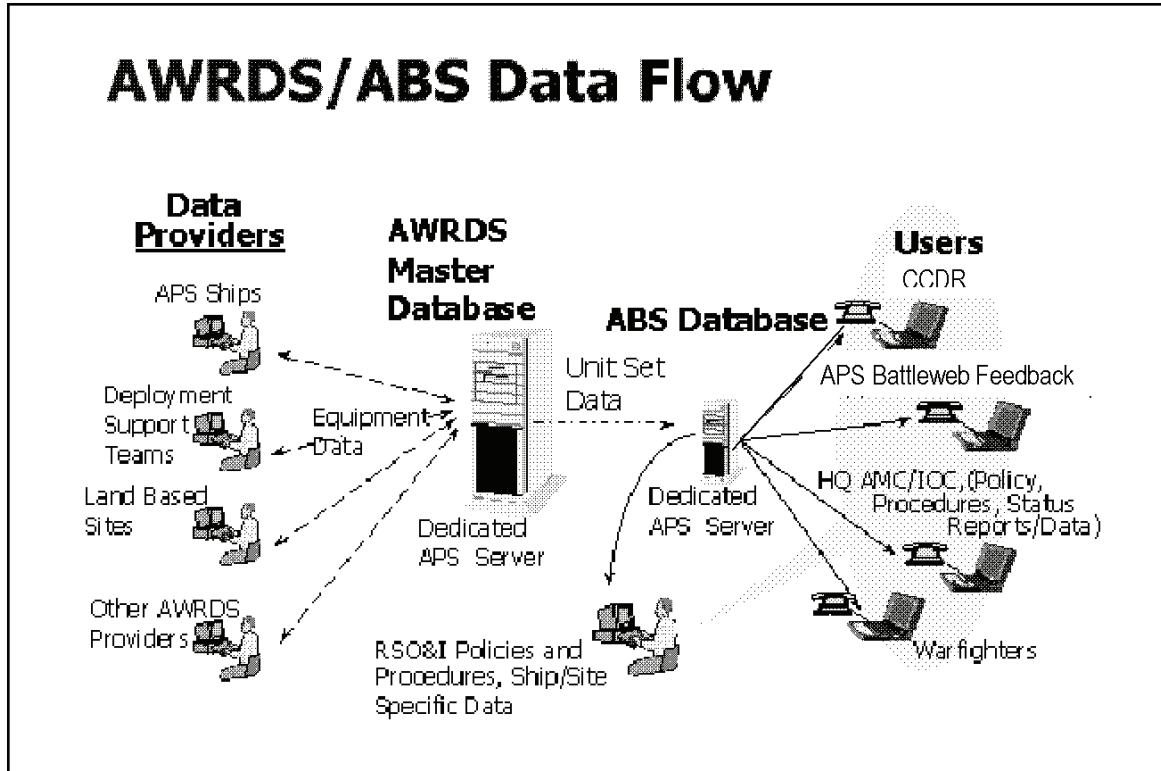 AWRDS/ABS Data Flow
Data
Providers
APS Ships
Deployment
Support
Teams
Land Based
Sites
Other AWRDS
Providers
Equipment
Data
AWRDS
Master
Database
Dedicated
APS Server
Unit Set
Data
ABS Database
Dedicated
APS Server
RSO&I Policies and
Procedures, Ship/Site
Specific Data
Users
CCDR
APS Battleweb Feedback
HQ AMC/IOC,(Policy,
Procedures, Status
Reports/Data)
Warfighters